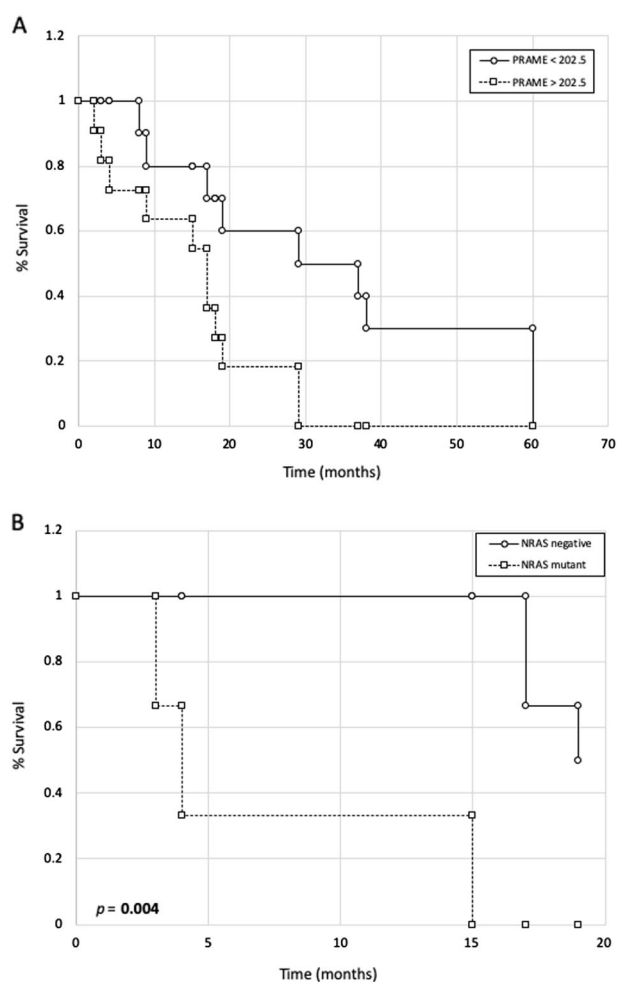 A
1.2
PRAME < 202.5
PRAME > 202.5
1
0.8
0.6
0.4
0.2
0
% Survival
0 10 20 30 40 50 60 70
Time (months)
B
1.2
NRAS negative
NRAS mutant
1
0.8
0.6
0.4
0.2
0
% Survival
p = 0.004
0 5 10 15 20
Time (months)